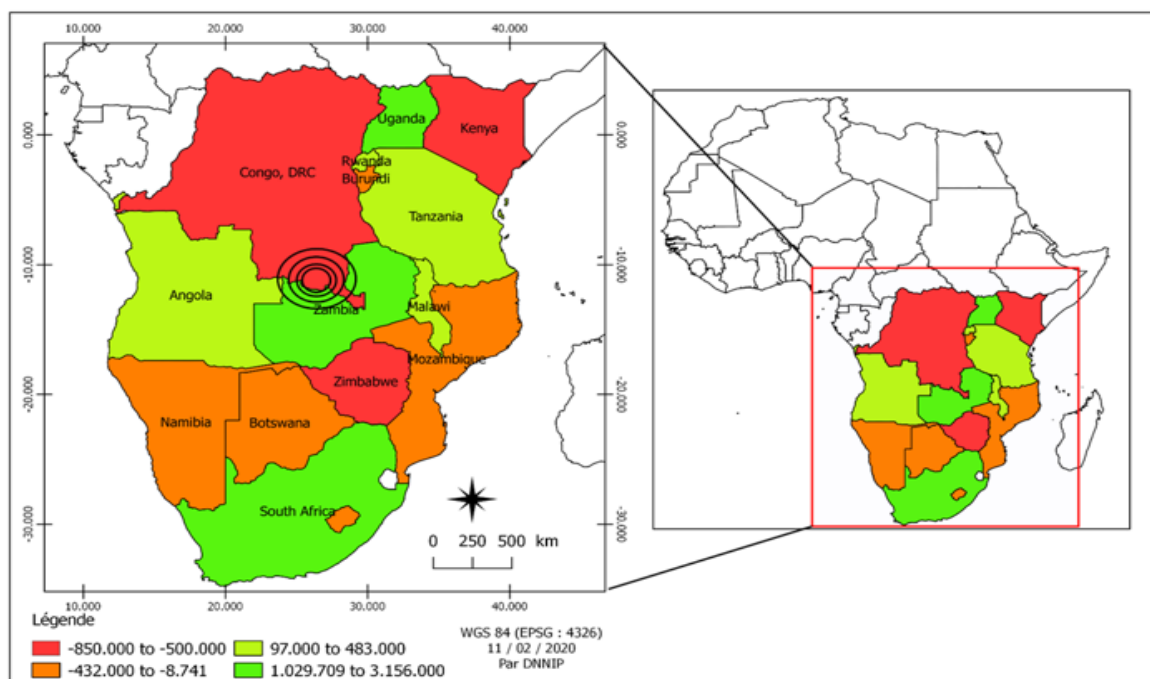 10.000 20.000 30.000 40.000
0.000
-10.000
-20.000
-30.000
0.000
-10.000
-20.000
-30.000
Uganda
Kenya
Congo, DRC
Rwanda
Burundi
Tanzania
Angola
Malawi
Zambia
Mozambique
Zimbabwe
Namibia
Botswana
South Africa
0 250 500 km
10.000 20.000 30.000 40.000
Légende
-850.000 to -500.000
97.000 to 483.000
-432.000 to -8.741
1.029.709 to 3.156.000
WGS 84 (EPSG : 4326)
11 / 02 / 2020
Par DNNIP